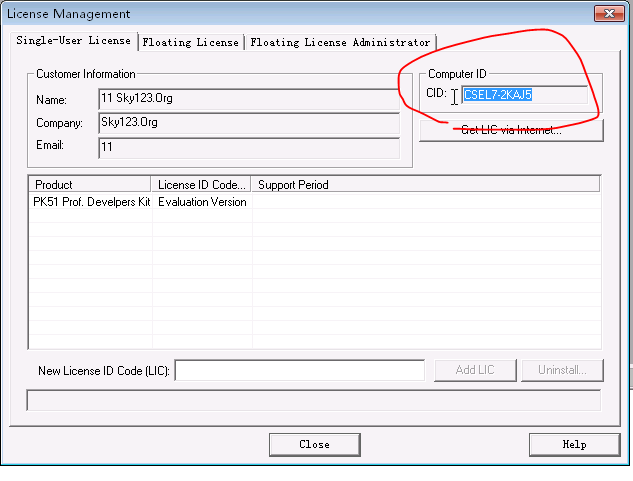 License Management
Single-User License
Floating License
Floating License Administrator
Customer Information
Name:
11 Sky123.Org
Company:
Sky123.Org
Email:
11
Computer ID
CID:
CSEL7-2KAJ5
Get LIC via Internet...
Product
License ID Code...
Support Period
PK51 Prof. Develpers Kit
Evaluation Version
New License ID Code (LIC):
Add LIC
Uninstall...
Close
Help